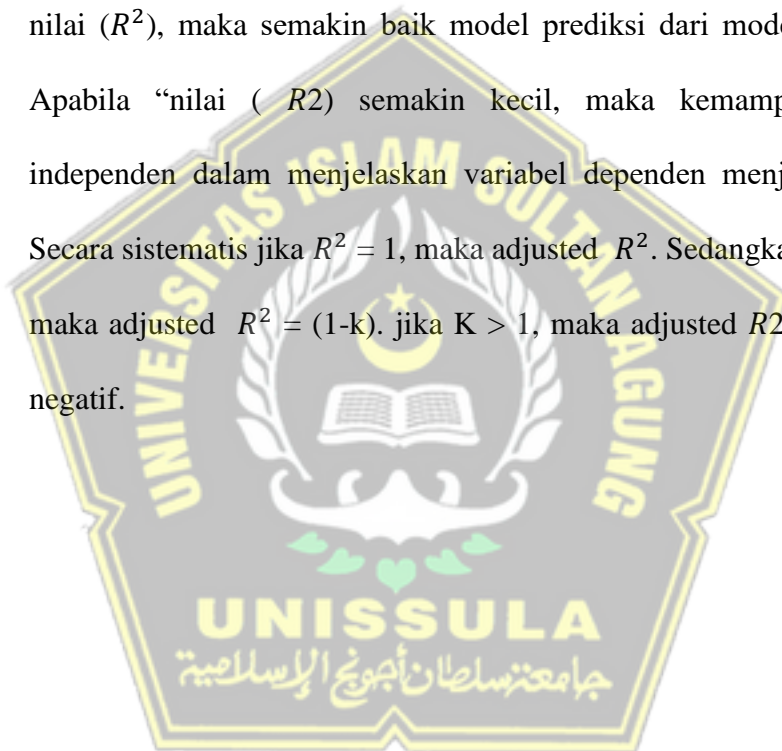 nilai (𝑅²), maka semakin baik model prediksi dari mode
Apabila “nilai ( 𝑅2) semakin kecil, maka kemamp
independen dalam menjelaskan variabel dependen menj
Secara sistematis jika 𝑅² = 1, maka adjusted 𝑅². Sedangka
maka adjusted 𝑅² = (1-k). jika K > 1, maka adjusted 𝑅2
negatif.
UNIVERSITAS ISLAM SULTAN AGUNG
UNISSULA
جامعنسلطان أجونج الإسلامية